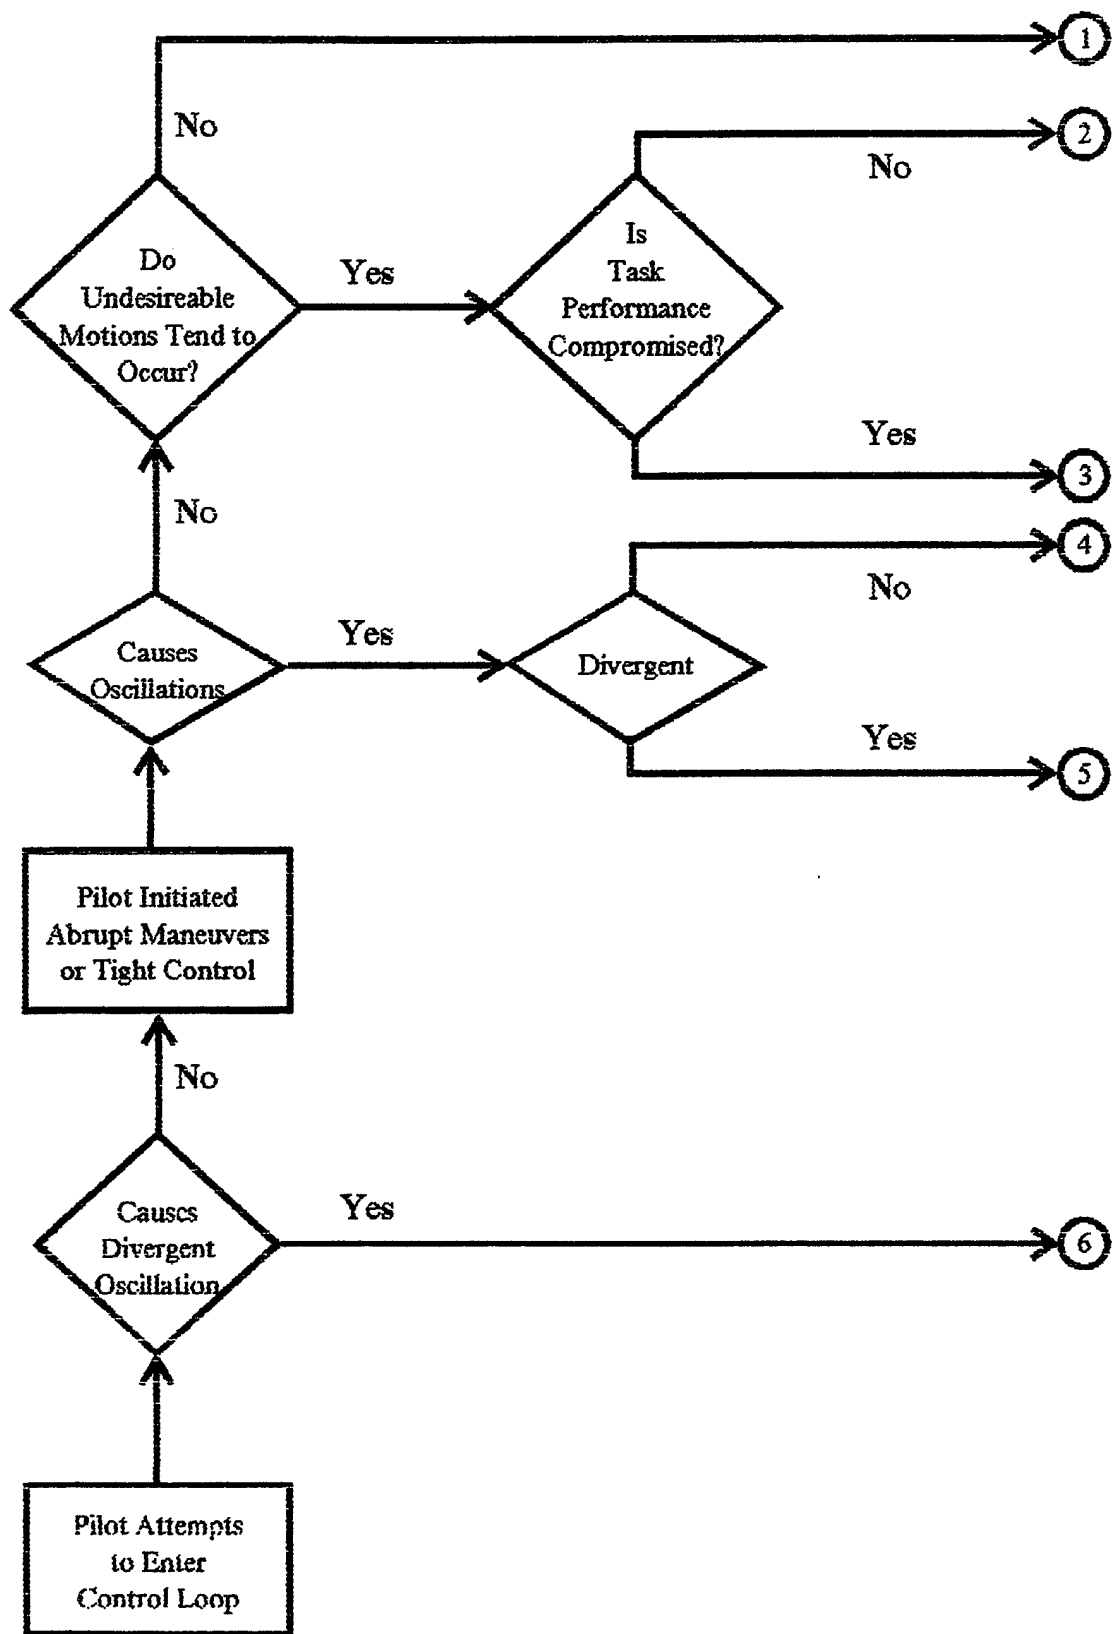 1
No
2
No
Do
Undesireable
Motions Tend to
Occur?
Yes
Is
Task
Performance
Compromised?
Yes
3
No
4
No
Causes
Oscillations
Yes
Divergent
Yes
5
Pilot Initiated
Abrupt Maneuvers
or Tight Control
No
Causes
Divergent
Oscillation
Yes
6
Pilot Attempts
to Enter
Control Loop